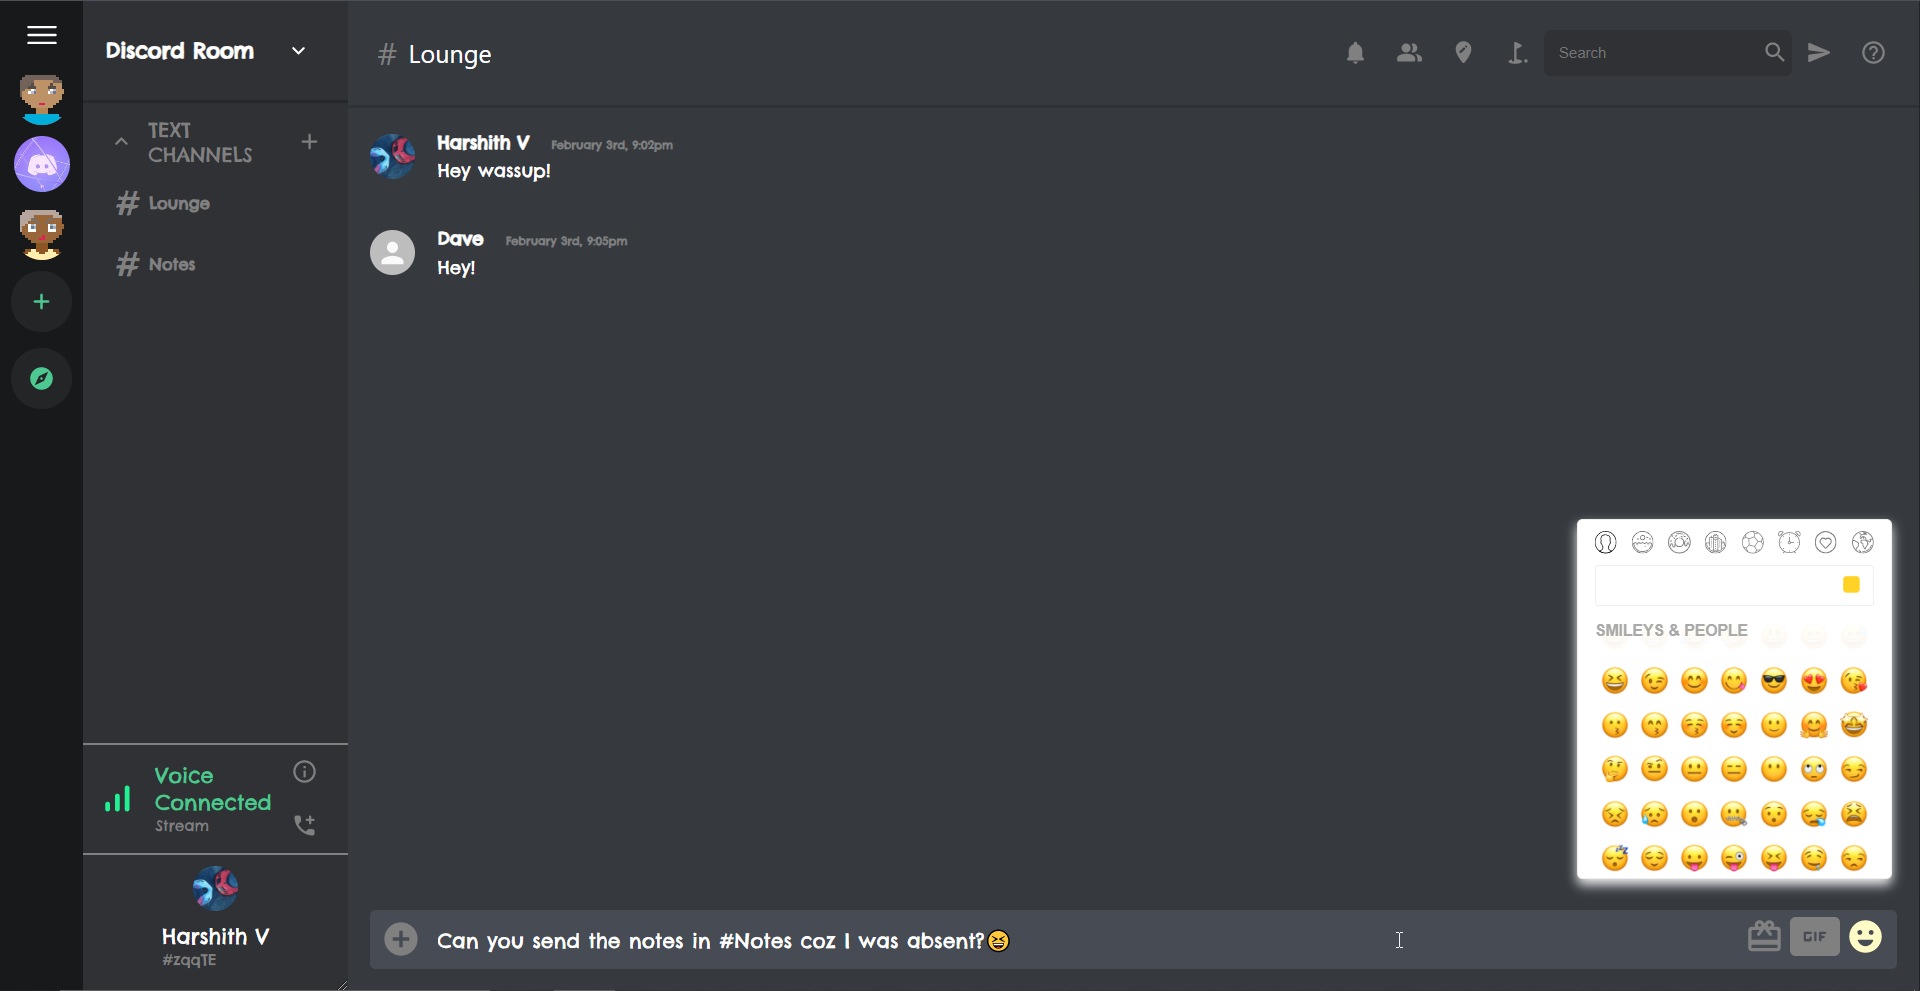 Discord Room
# Lounge
Search
TEXT
CHANNELS
# Lounge
# Notes
Harshith V February 3rd, 9:02pm
Hey wassup!
Dave February 3rd, 9:05pm
Hey!
SMILEYS & PEOPLE
Voice
Connected
Stream
Harshith V
#zqqTE
Can you send the notes in #Notes coz I was absent?😆
GIF